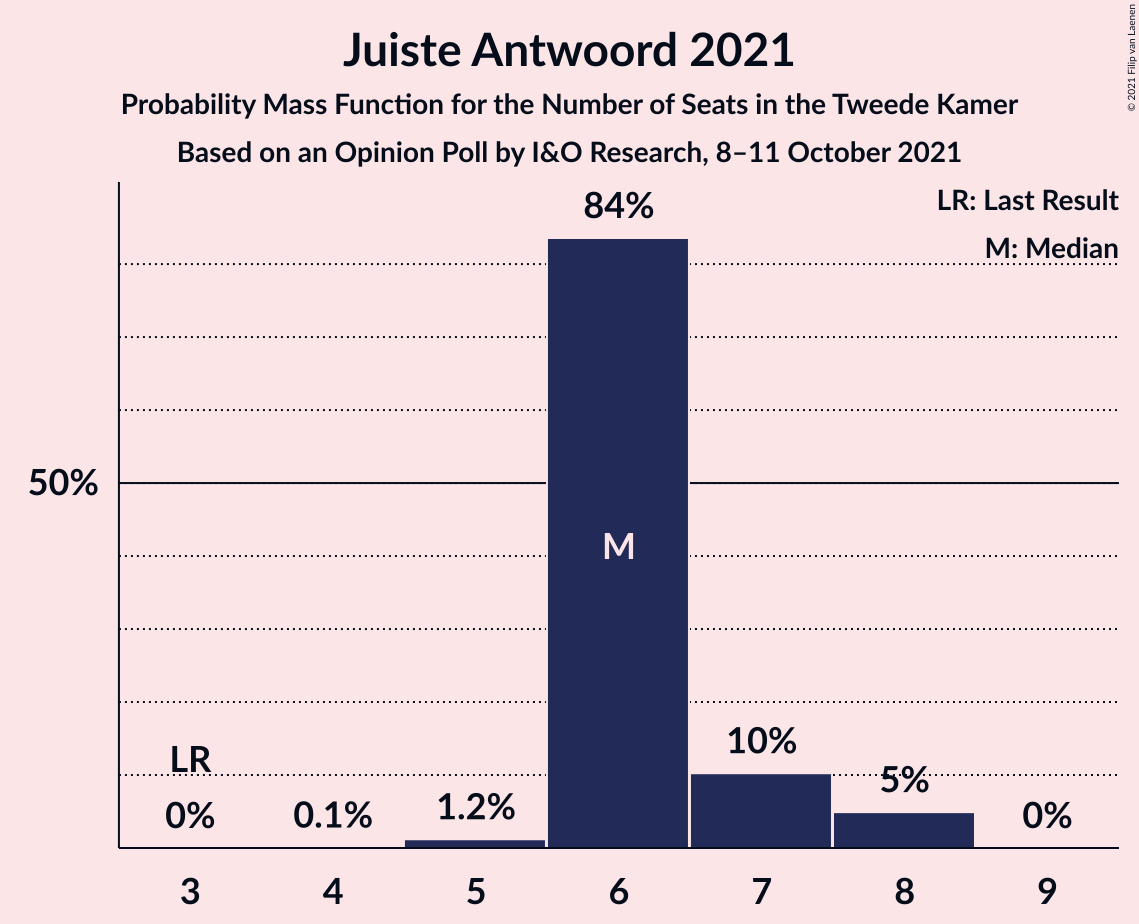 Juiste Antwoord 2021
Probability Mass Function for the Number of Seats in the Tweede Kamer
Based on an Opinion Poll by I&O Research, 8–11 October 2021
© 2021 Filip van Laenen
LR: Last Result
M: Median
84%
50%
M
LR
10%
5%
1.2%
0%
0.1%
0%
3 4 5 6 7 8 9